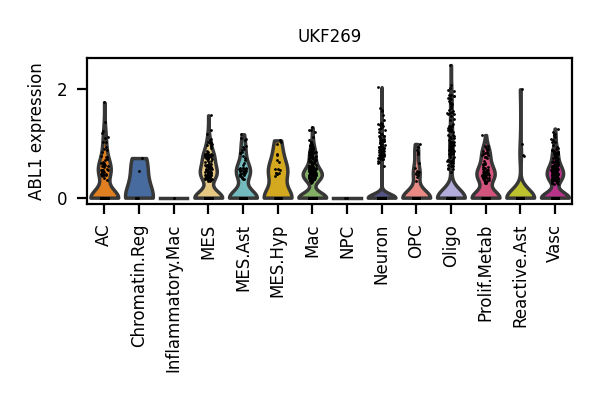 UKF269
ABL1 expression
2
0
AC
Chromatin.Reg
Inflammatory.Mac
MES
MES.Ast
MES.Hyp
Mac
NPC
Neuron
OPC
Oligo
Prolif.Metab
Reactive.Ast
Vasc